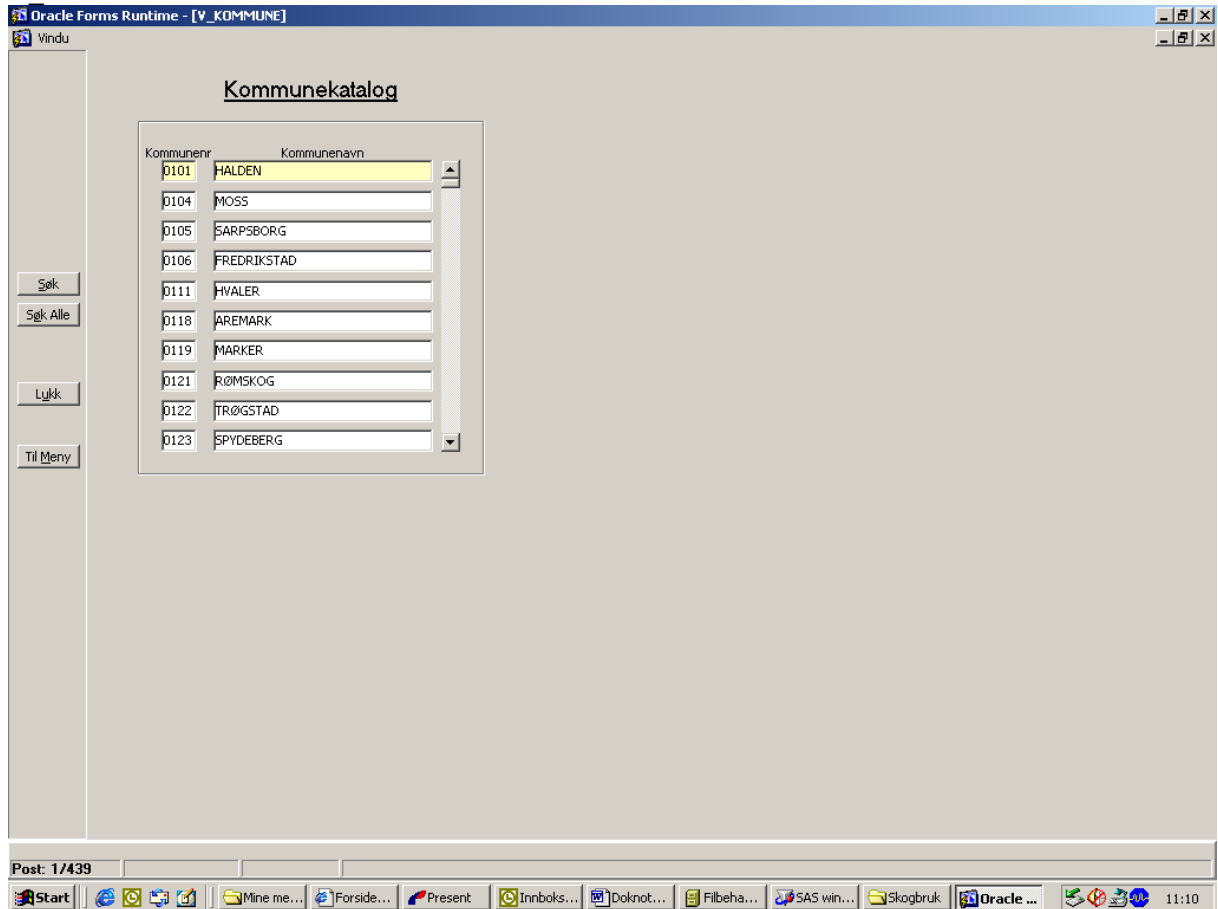 Oracle Forms Runtime - [V_KOMMUNE]
Vindu
Kommunekatalog
Kommunenr Kommunenavn
0101 HALDEN
0104 MOSS
0105 SARPSBORG
0106 FREDRIKSTAD
0111 HVALER
0118 AREMARK
0119 MARKER
0121 RØMSKOG
0122 TRØGSTAD
0123 SPYDEBERG
Søk
Søk Alle
Lukk
Til Meny
Post: 1/439
Start Mine me... Forside... Present Innboks... Doknot... Filbeha... SAS win... Skogbruk Oracle ... 11:10